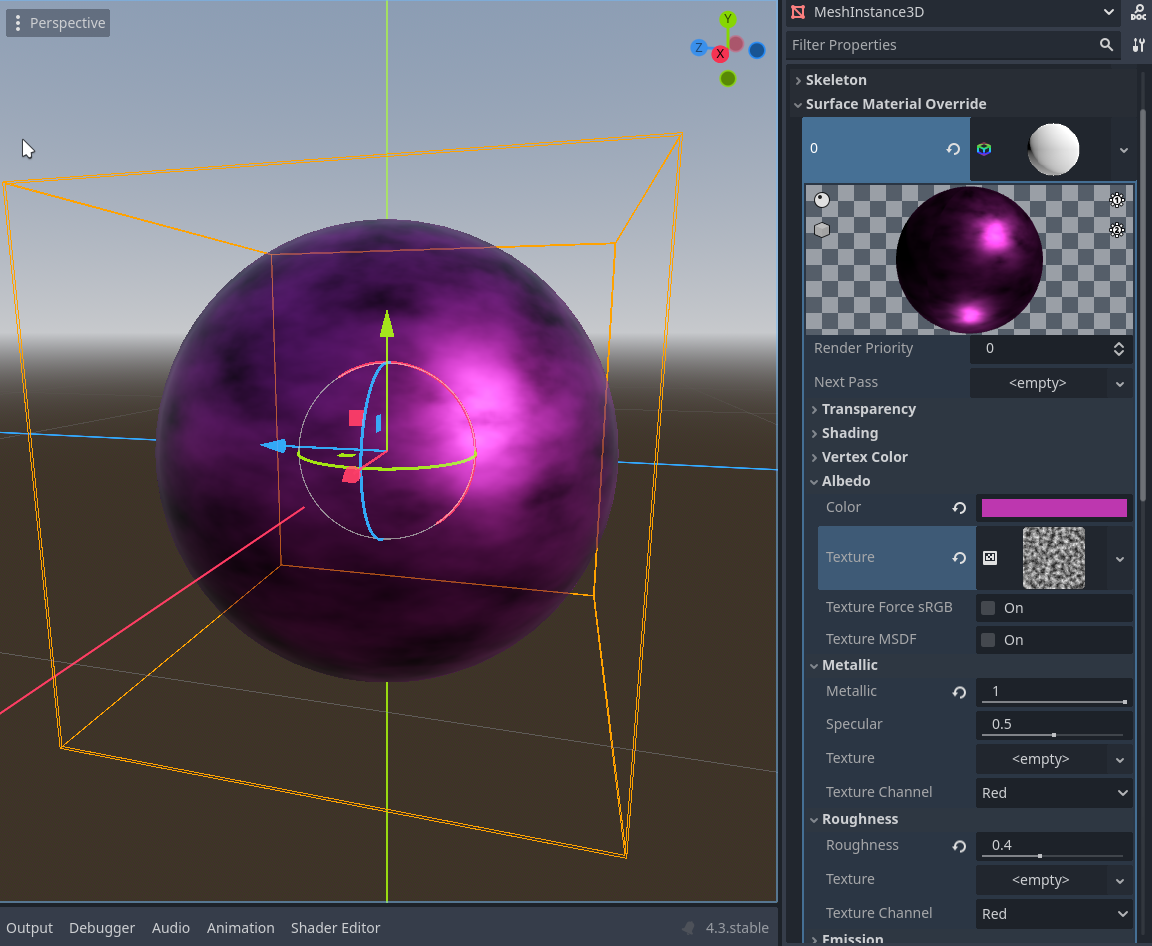 Perspective
Y
Z
X
MeshInstance3D
DOC
Filter Properties
Skeleton
Surface Material Override
0
1
2
Render Priority 0
Next Pass <empty>
Transparency
Shading
Vertex Color
Albedo
Color
Texture
Texture Force sRGB On
Texture MSDF On
Metallic
Metallic 1
Specular 0.5
Texture <empty>
Texture Channel Red
Roughness
Roughness 0.4
Texture <empty>
Texture Channel Red
Emission
Output Debugger Audio Animation Shader Editor 4.3.stable